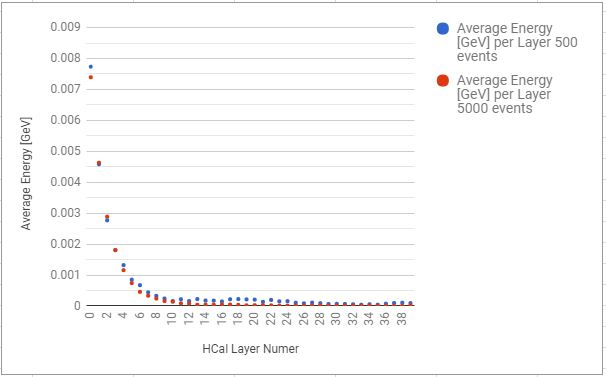 0.009
0.008
0.007
0.006
0.005
0.004
0.003
0.002
0.001
0
Average Energy [GeV]
0 2 4 6 8 10 12 14 16 18 20 22 24 26 28 30 32 34 36 38
HCal Layer Numer
Average Energy
[GeV] per Layer 500
events
Average Energy
[GeV] per Layer
5000 events